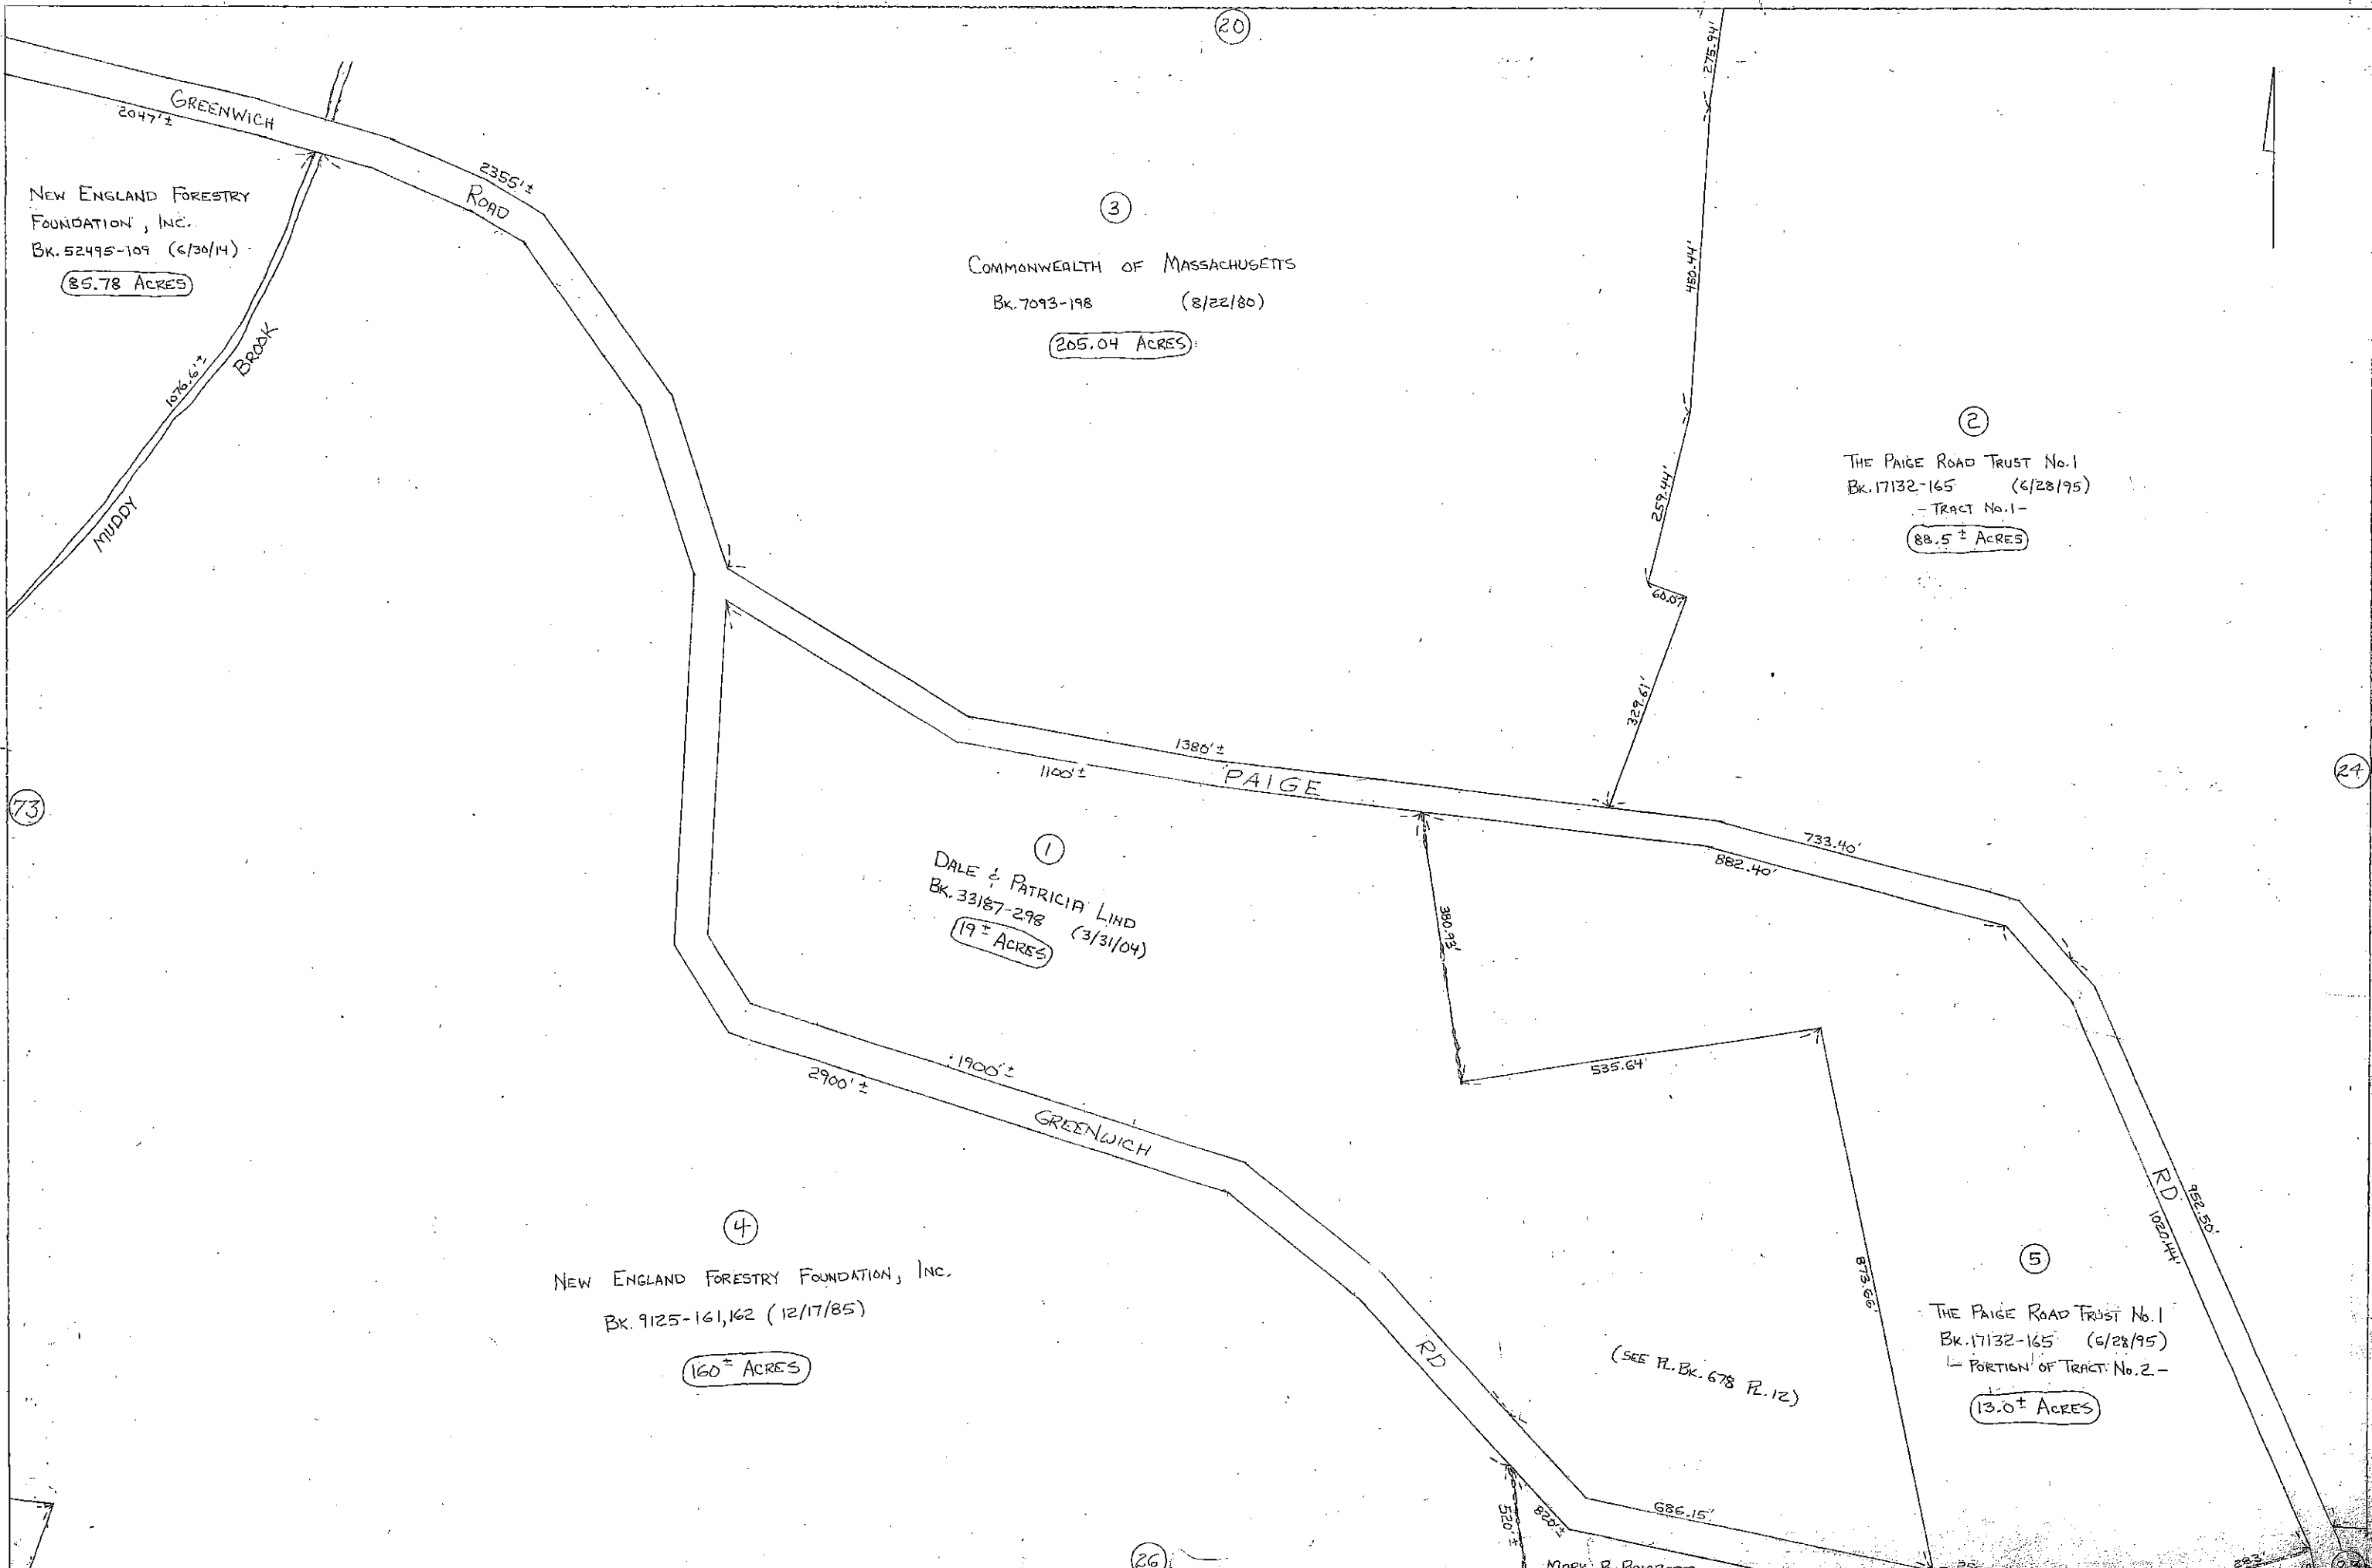 20
275.94'
GREENWICH
2047'±
2355'±
ROAD
NEW ENGLAND FORESTRY
FOUNDATION, INC.
BK. 52495-109 (6/30/14)
85.78 ACRES
1076.6'±
BROOK
MUDDY
3
COMMONWEALTH OF MASSACHUSETTS
BK. 7093-198 (8/22/80)
205.04 ACRES
450.44'
259.44'
60.07'
329.61'
2
THE PAIGE ROAD TRUST No.1
BK. 17132-165 (6/28/95)
- TRACT No.1-
88.5± ACRES
1380'±
1100'±
PAIGE
24
73
733.40'
882.40'
1
DALE & PATRICIA LIND
BK. 33187-298 (3/31/04)
19± ACRES
380.93'
535.64'
1900'±
2900'±
GREENWICH
RD
952.50'
1020.44'
873.66'
4
NEW ENGLAND FORESTRY FOUNDATION, INC.
BK. 9125-161,162 (12/17/85)
160± ACRES
5
THE PAIGE ROAD TRUST No.1
BK. 17132-165 (6/28/95)
- PORTION OF TRACT No.2-
13.0± ACRES
RD
(SEE PL. BK. 678 PL. 12)
686.15'
520'±
820'±
26
283'